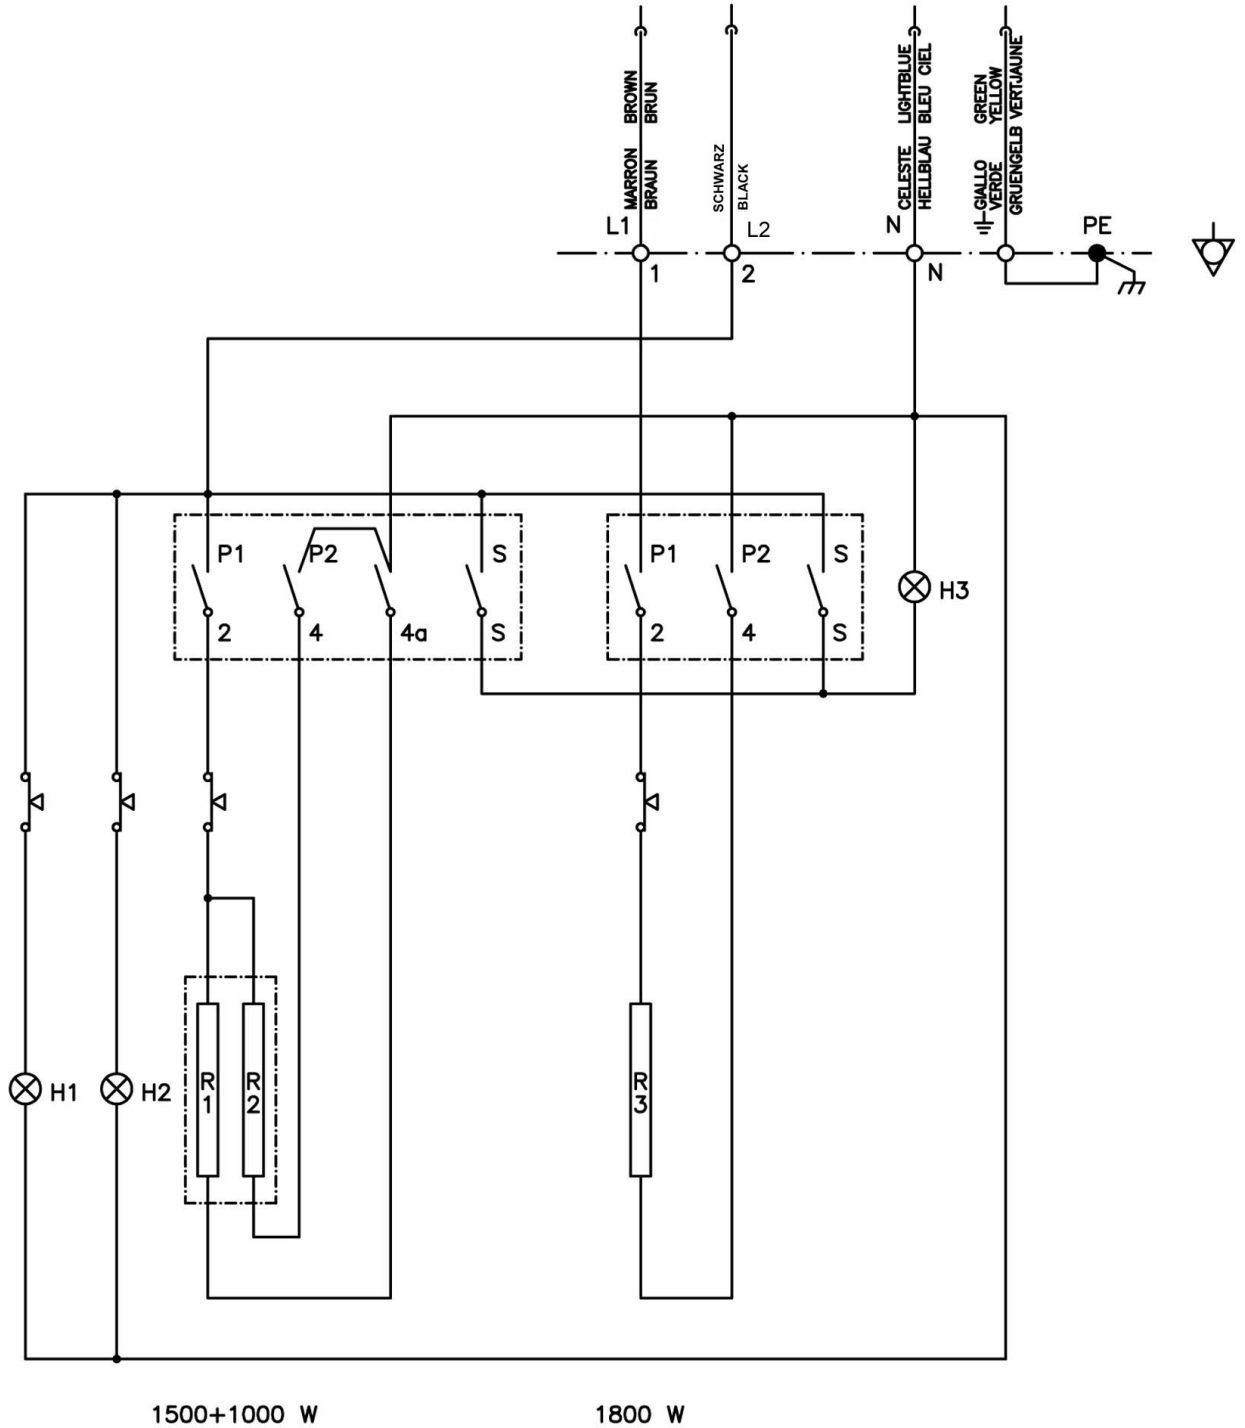 MARRON BROWN
BRAUN BRUN
SCHWARZ
BLACK
CELESTE LIGHTBLUE
HELLBLAU BLEU CIEL
GIALLO GREEN
VERDE YELLOW
GRUENGELB VERTJAUNE
L1
L2
N
PE
1
2
N
P1
P2
S
P1
P2
S
H3
2
4
4a
S
2
4
S
H1
H2
R1
R2
R3
1500+1000 W
1800 W